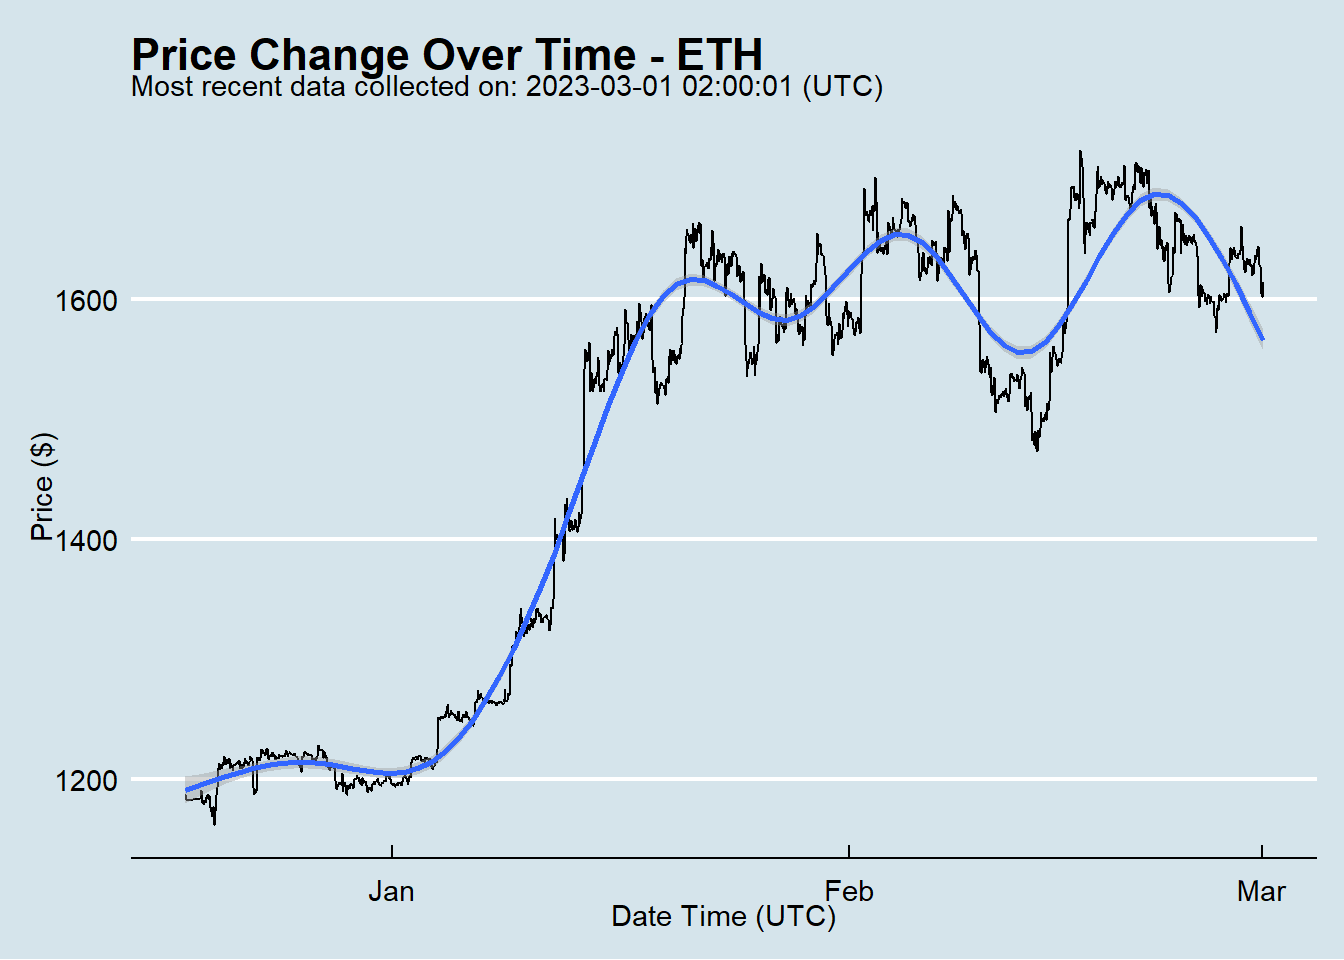 Price Change Over Time - ETH
Most recent data collected on: 2023-03-01 02:00:01 (UTC)
Price ($)
1600
1400
1200
Jan
Feb
Mar
Date Time (UTC)